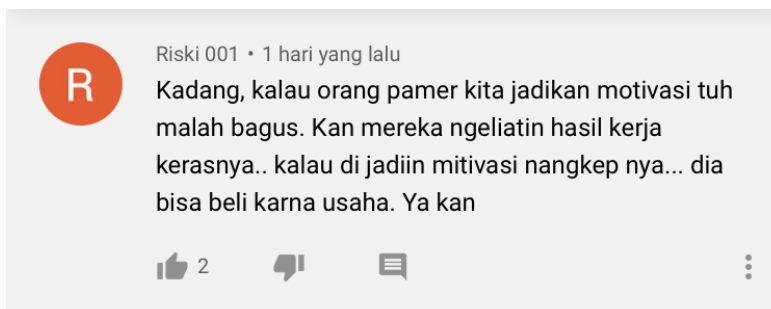 R
Riski 001 • 1 hari yang lalu
Kadang, kalau orang pamer kita jadikan motivasi tuh
malah bagus. Kan mereka ngeliatin hasil kerja
kerasnya.. kalau di jadiin mitivasi nangkep nya... dia
bisa beli karna usaha. Ya kan
2